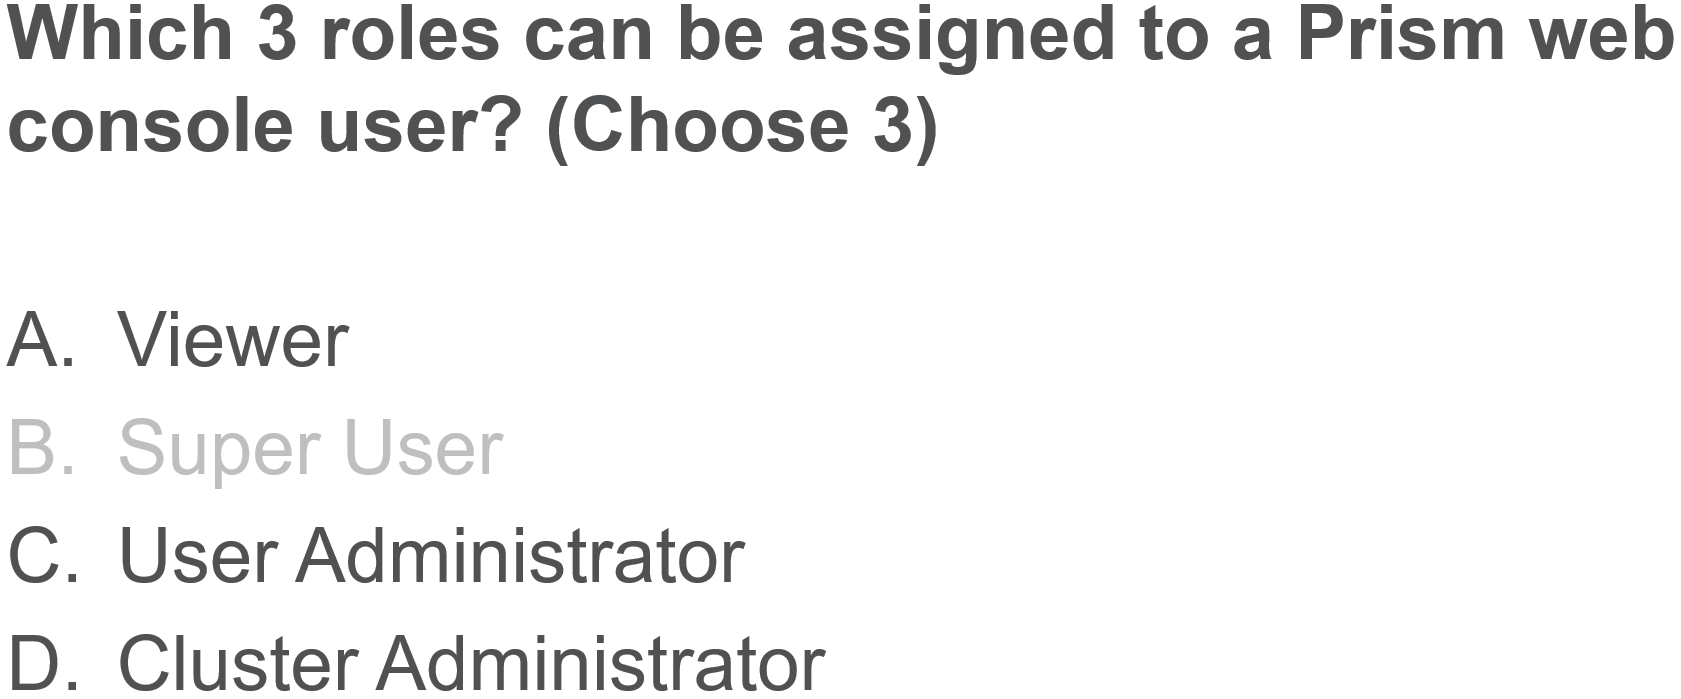 Which 3 roles can be assigned to a Prism web
console user? (Choose 3)
A. Viewer
B. Super User
C. User Administrator
D. Cluster Administrator